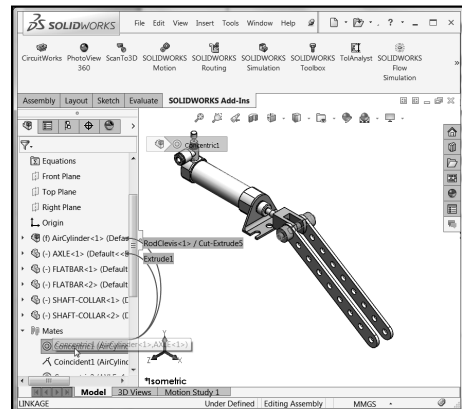 SOLIDWORKS File Edit View Insert Tools Window Help
CircuitWorks PhotoView 360 ScanTo3D SOLIDWORKS Motion SOLIDWORKS Routing SOLIDWORKS Simulation SOLIDWORKS Toolbox TolAnalyst SOLIDWORKS Flow Simulation
Assembly Layout Sketch Evaluate SOLIDWORKS Add-Ins
Concentric1
Equations
Front Plane
Top Plane
Right Plane
Origin
(f) AirCylinder<1> (Defau
RodClevis<1> / Cut-Extrude5
(-) AXLE<1> (Default<<D
Extrude1
(-) FLATBAR<1> (Default
(-) FLATBAR<2> (Default
(-) SHAFT-COLLAR<1> (D
(-) SHAFT-COLLAR<2> (D
Mates
Concentric1 (AirCylinder<1>,AXLE<1>)
Coincident1 (AirCylind
Y
Z X
*Isometric
Model 3D Views Motion Study 1
LINKAGE Under Defined Editing Assembly MMGS